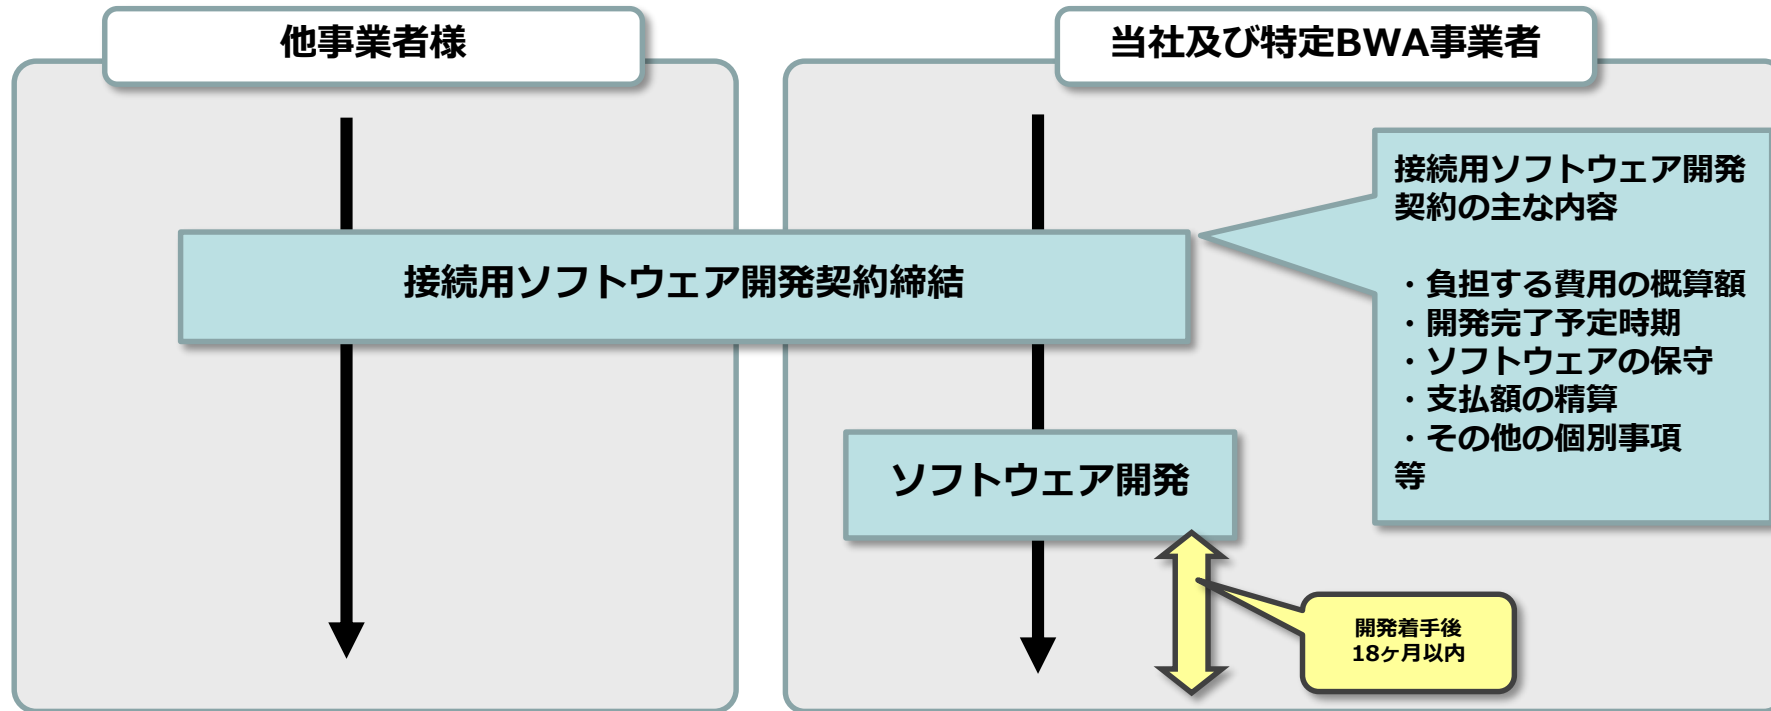 他事業者様
当社及び特定BWA事業者
接続用ソフトウェア開発契約締結
接続用ソフトウェア開発
契約の主な内容
・負担する費用の概算額
・開発完了予定時期
・ソフトウェアの保守
・支払額の精算
・その他の個別事項
等
ソフトウェア開発
開発着手後
18ヶ月以内